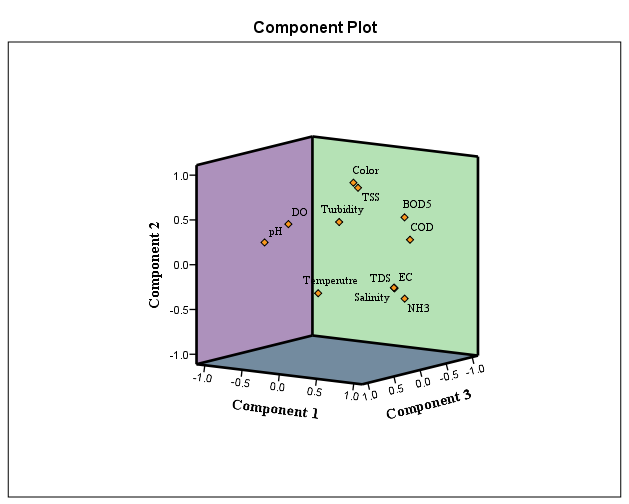 Component Plot
Component 2
1.0
0.5
0.0
-0.5
-1.0
Color
TSS
BOD5
Turbidity
DO
COD
pH
Temperutre
TDS EC
Salinity
NH3
-1.0 -0.5 0.0 0.5 1.0
Component 1
1.0 0.5 0.0 -0.5 -1.0
Component 3